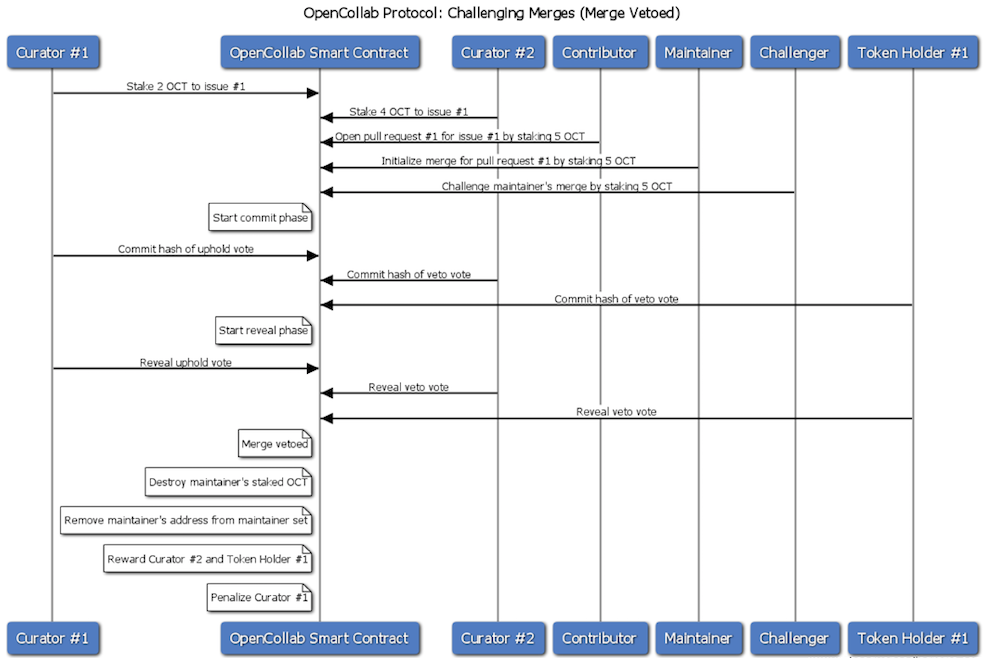 OpenCollab Protocol: Challenging Merges (Merge Vetoed)
Curator #1
OpenCollab Smart Contract
Curator #2
Contributor
Maintainer
Challenger
Token Holder #1
Stake 2 OCT to issue #1
Stake 4 OCT to issue #1
Open pull request #1 for issue #1 by staking 5 OCT
Initialize merge for pull request #1 by staking 5 OCT
Challenge maintainer's merge by staking 5 OCT
Start commit phase
Commit hash of uphold vote
Commit hash of veto vote
Commit hash of veto vote
Start reveal phase
Reveal uphold vote
Reveal veto vote
Reveal veto vote
Merge vetoed
Destroy maintainer's staked OCT
Remove maintainer's address from maintainer set
Reward Curator #2 and Token Holder #1
Penalize Curator #1
Curator #1
OpenCollab Smart Contract
Curator #2
Contributor
Maintainer
Challenger
Token Holder #1